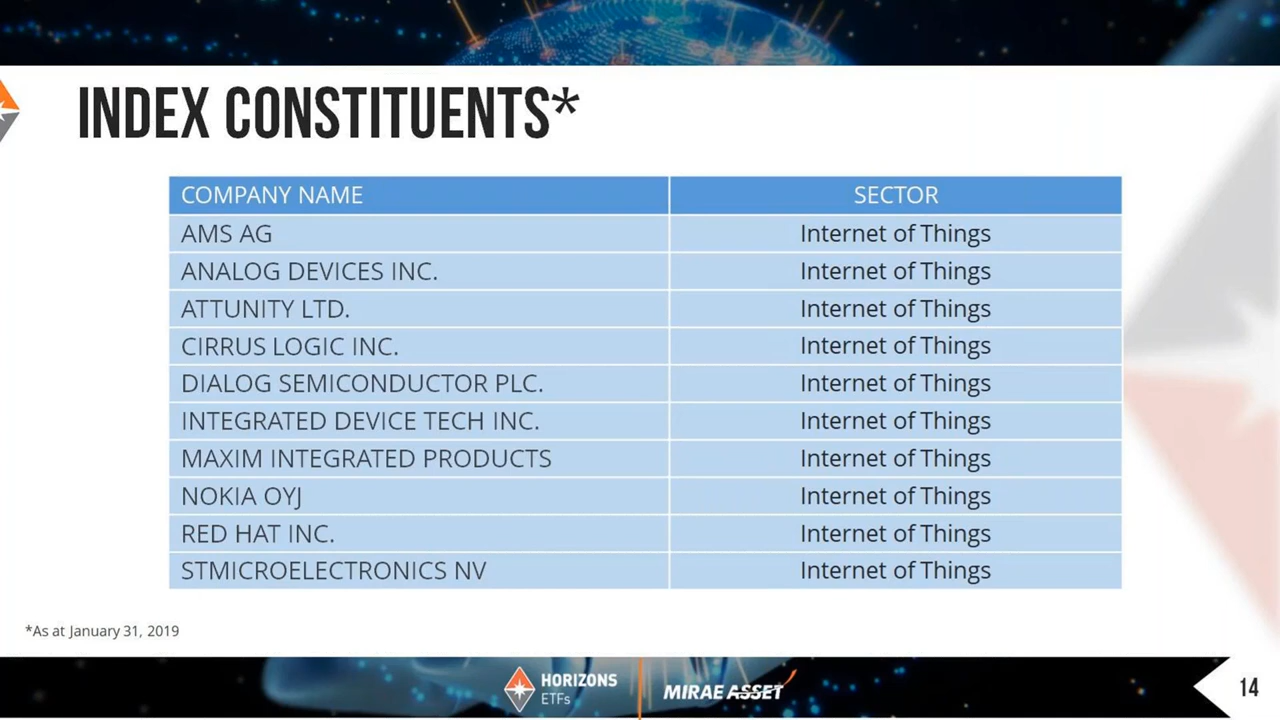 INDEX CONSTITUENTS*
COMPANY NAME SECTOR
AMS AG Internet of Things
ANALOG DEVICES INC. Internet of Things
ATTUNITY LTD. Internet of Things
CIRRUS LOGIC INC. Internet of Things
DIALOG SEMICONDUCTOR PLC. Internet of Things
INTEGRATED DEVICE TECH INC. Internet of Things
MAXIM INTEGRATED PRODUCTS Internet of Things
NOKIA OYJ Internet of Things
RED HAT INC. Internet of Things
STMICROELECTRONICS NV Internet of Things
*As at January 31, 2019
HORIZONS
ETFs
MIRAE ASSET
14